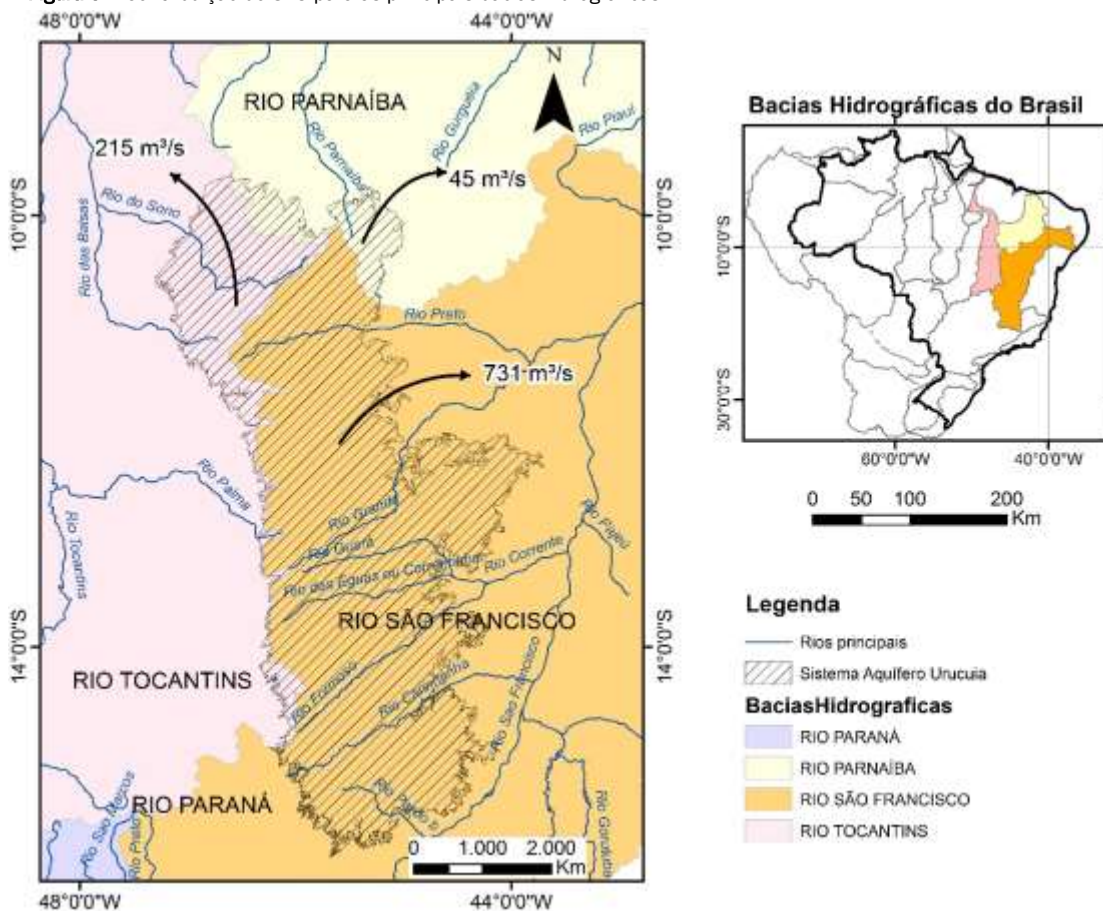 48°0'0"W
44°0'0"W
N
RIO PARNAÍBA
Rio Gurguéia
Rio Piauí
Rio Parnaíba
215 m³/s
45 m³/s
Rio do Sono
Rio das Balsas
10°0'0"S
10°0'0"S
Rio Preto
731 m³/s
Rio Palma
Rio Tocantins
Rio Guará
Rio Corrente
RIO SÃO FRANCISCO
14°0'0"S
14°0'0"S
RIO TOCANTINS
Rio Formoso
Rio Carinhanha
Rio São Francisco
RIO PARANÁ
Rio São Marcos
Rio Preto
Rio Gorutuba
0 1.000 2.000
Km
48°0'0"W
44°0'0"W
Bacias Hidrográficas do Brasil
10°0'0"S
30°0'0"S
60°0'0"W
40°0'0"W
0 50 100 200
Km
Legenda
Rios principais
Sistema Aquífero Urucuia
BaciasHidrograficas
RIO PARANÁ
RIO PARNAÍBA
RIO SÃO FRANCISCO
RIO TOCANTINS